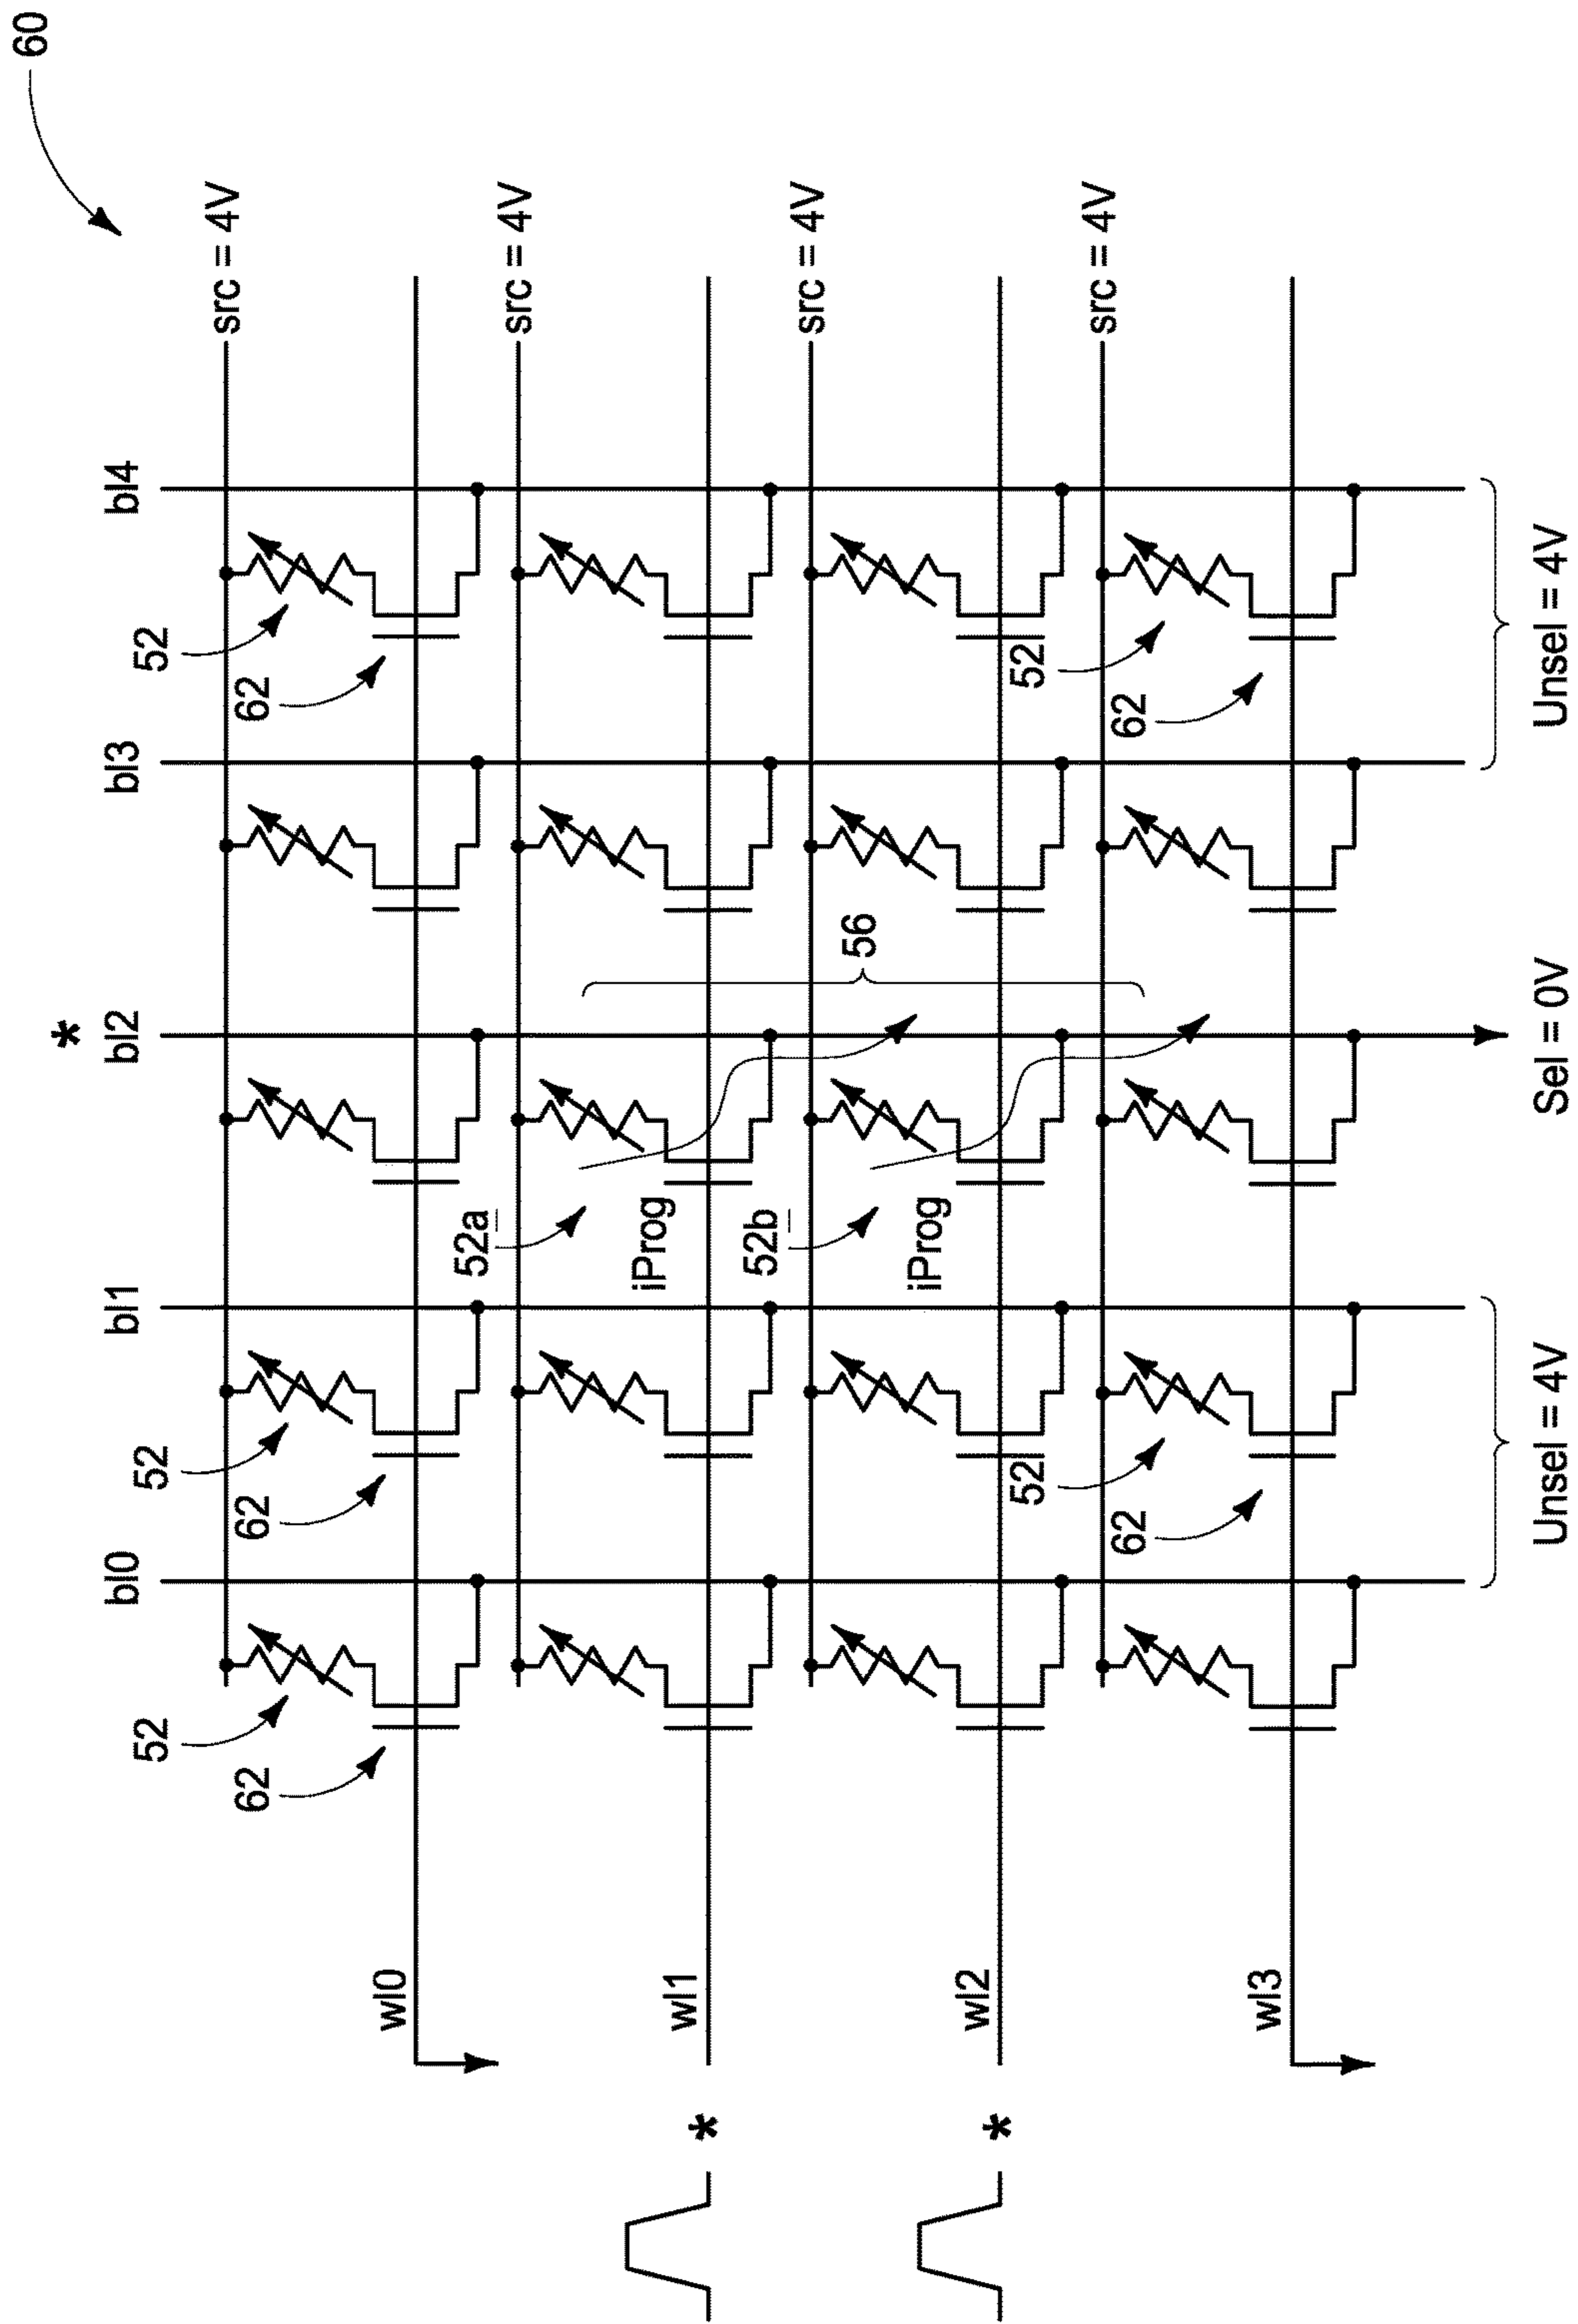 60
src = 4V
src = 4V
src = 4V
src = 4V
bl4
52
62
52
62
Unsel = 4V
bl3
56
*
bl2
Sel = 0V
52a
iProg
52b
iProg
bl1
52
62
52
62
Unsel = 4V
bl0
52
62
wl0
wl1
wl2
wl3
*
*